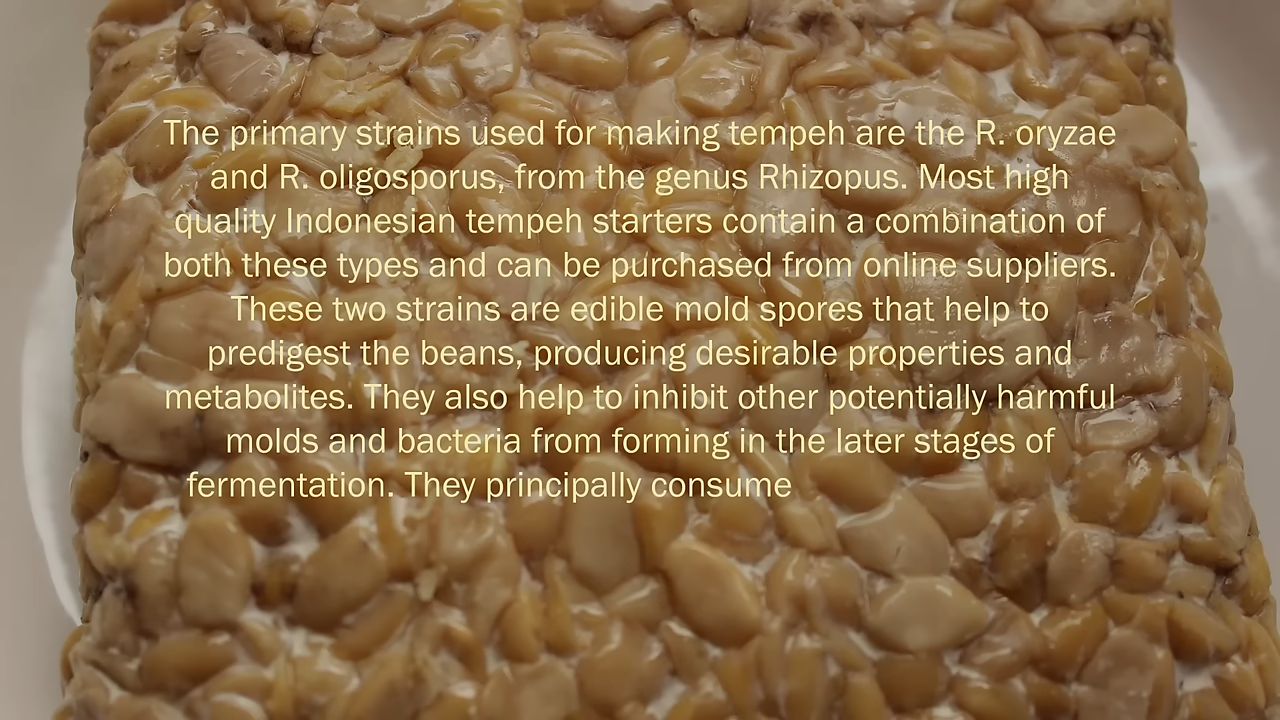 The primary strains used for making tempeh are the R. oryzae
and R. oligosporus, from the genus Rhizopus. Most high
quality Indonesian tempeh starters contain a combination of
both these types and can be purchased from online suppliers.
These two strains are edible mold spores that help to
predigest the beans, producing desirable properties and
metabolites. They also help to inhibit other potentially harmful
molds and bacteria from forming in the later stages of
fermentation. They principally consume